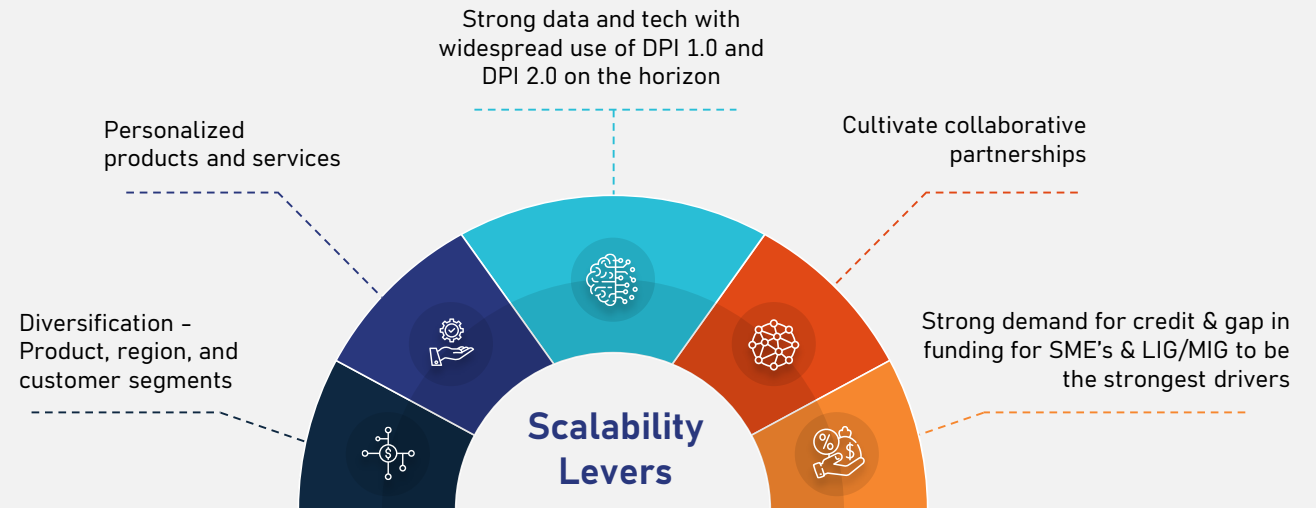 Strong data and tech with
widespread use of DPI 1.0 and
DPI 2.0 on the horizon
Personalized
products and services
Cultivate collaborative
partnerships
Diversification -
Product, region, and
customer segments
Strong demand for credit & gap in
funding for SME's & LIG/MIG to be
the strongest drivers
Scalability
Levers
$
%
$